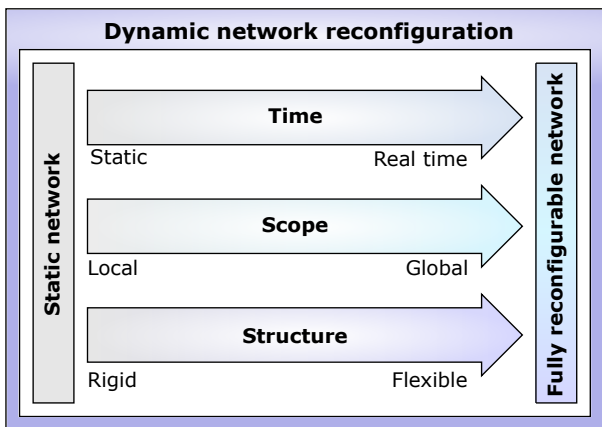 Dynamic network reconfiguration
Static network
Time
Static
Real time
Scope
Local
Global
Structure
Rigid
Flexible
Fully reconfigurable network